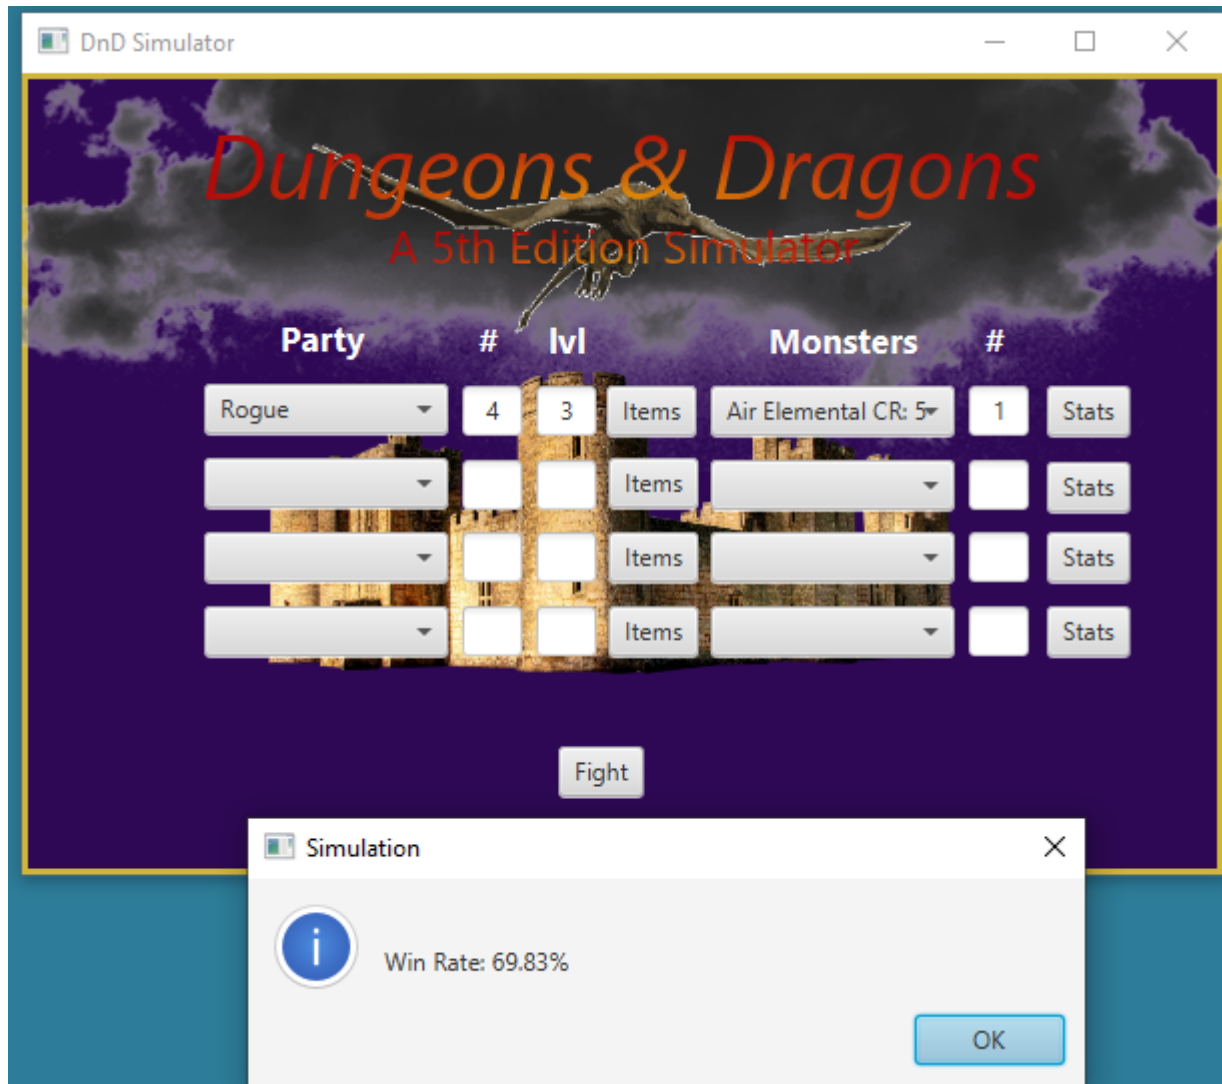 DnD Simulator
Dungeons & Dragons
A 5th Edition Simulator
Party # lvl Monsters #
Rogue 4 3 Items Air Elemental CR: 5 1 Stats
Items Stats
Items Stats
Items Stats
Fight
Simulation
i
Win Rate: 69.83%
OK